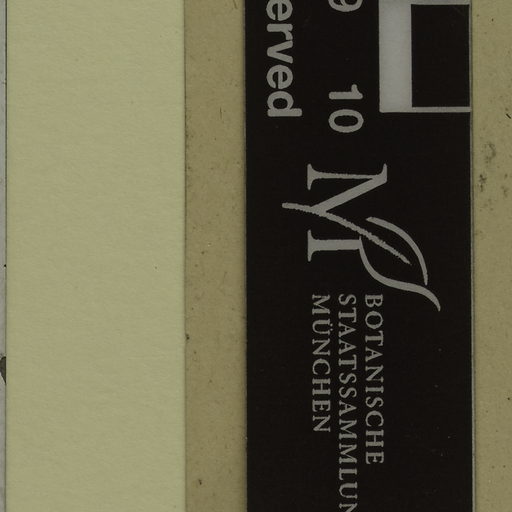 erved
9 10
M
BOTANISCHE
STAATSSAMMLUN
MÜNCHEN